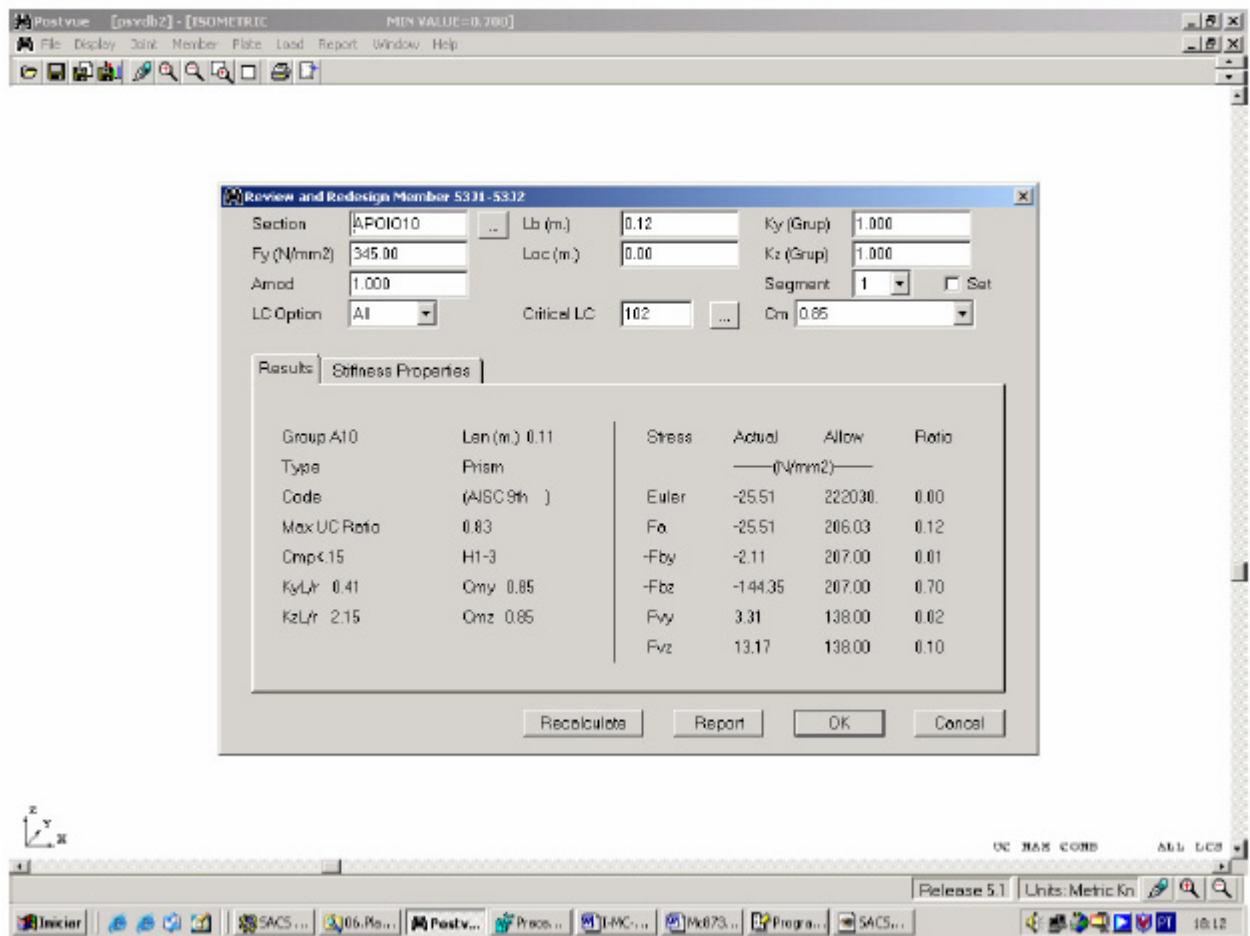 Postvue [psvdb2] - [ISOMETRIC MIN VALUE=0.700]
File Display Joint Member Plate Load Report Window Help
Review and Redesign Member 53J1-53J2
Section APOIO10 ... Lb (m.) 0.12 Ky (Grup) 1.000
Fy (N/mm2) 345.00 Lac (m.) 0.00 Kz (Grup) 1.000
Amod 1.000 Segment 1 Set
LC Option All Critical LC 102 ... Cm 0.85
Results Stiffness Properties
Group A10 Len (m.) 0.11 Stress Actual Allow Ratio
Type Prism (N/mm2)
Code (AISC 9th ) Euler -25.51 222030. 0.00
Max UC Ratio 0.83 Fa -25.51 206.03 0.12
Cmp<.15 H1-3 -Fby -2.11 207.00 0.01
KyL/r 0.41 Cmy 0.85 -Fbz -144.35 207.00 0.70
KzL/r 2.15 Cmz 0.85 Fvy 3.31 138.00 0.02
Fvz 13.17 138.00 0.10
Recalculate Report OK Cancel
Z
Y
X
UC MAX COMB ALL LCS
Release 5.1 Units: Metric Kn
Iniciar SACS ... 06.Pla... Postv... Prece... I-MC-... Mc873... Progra... SACS... PT 18:12